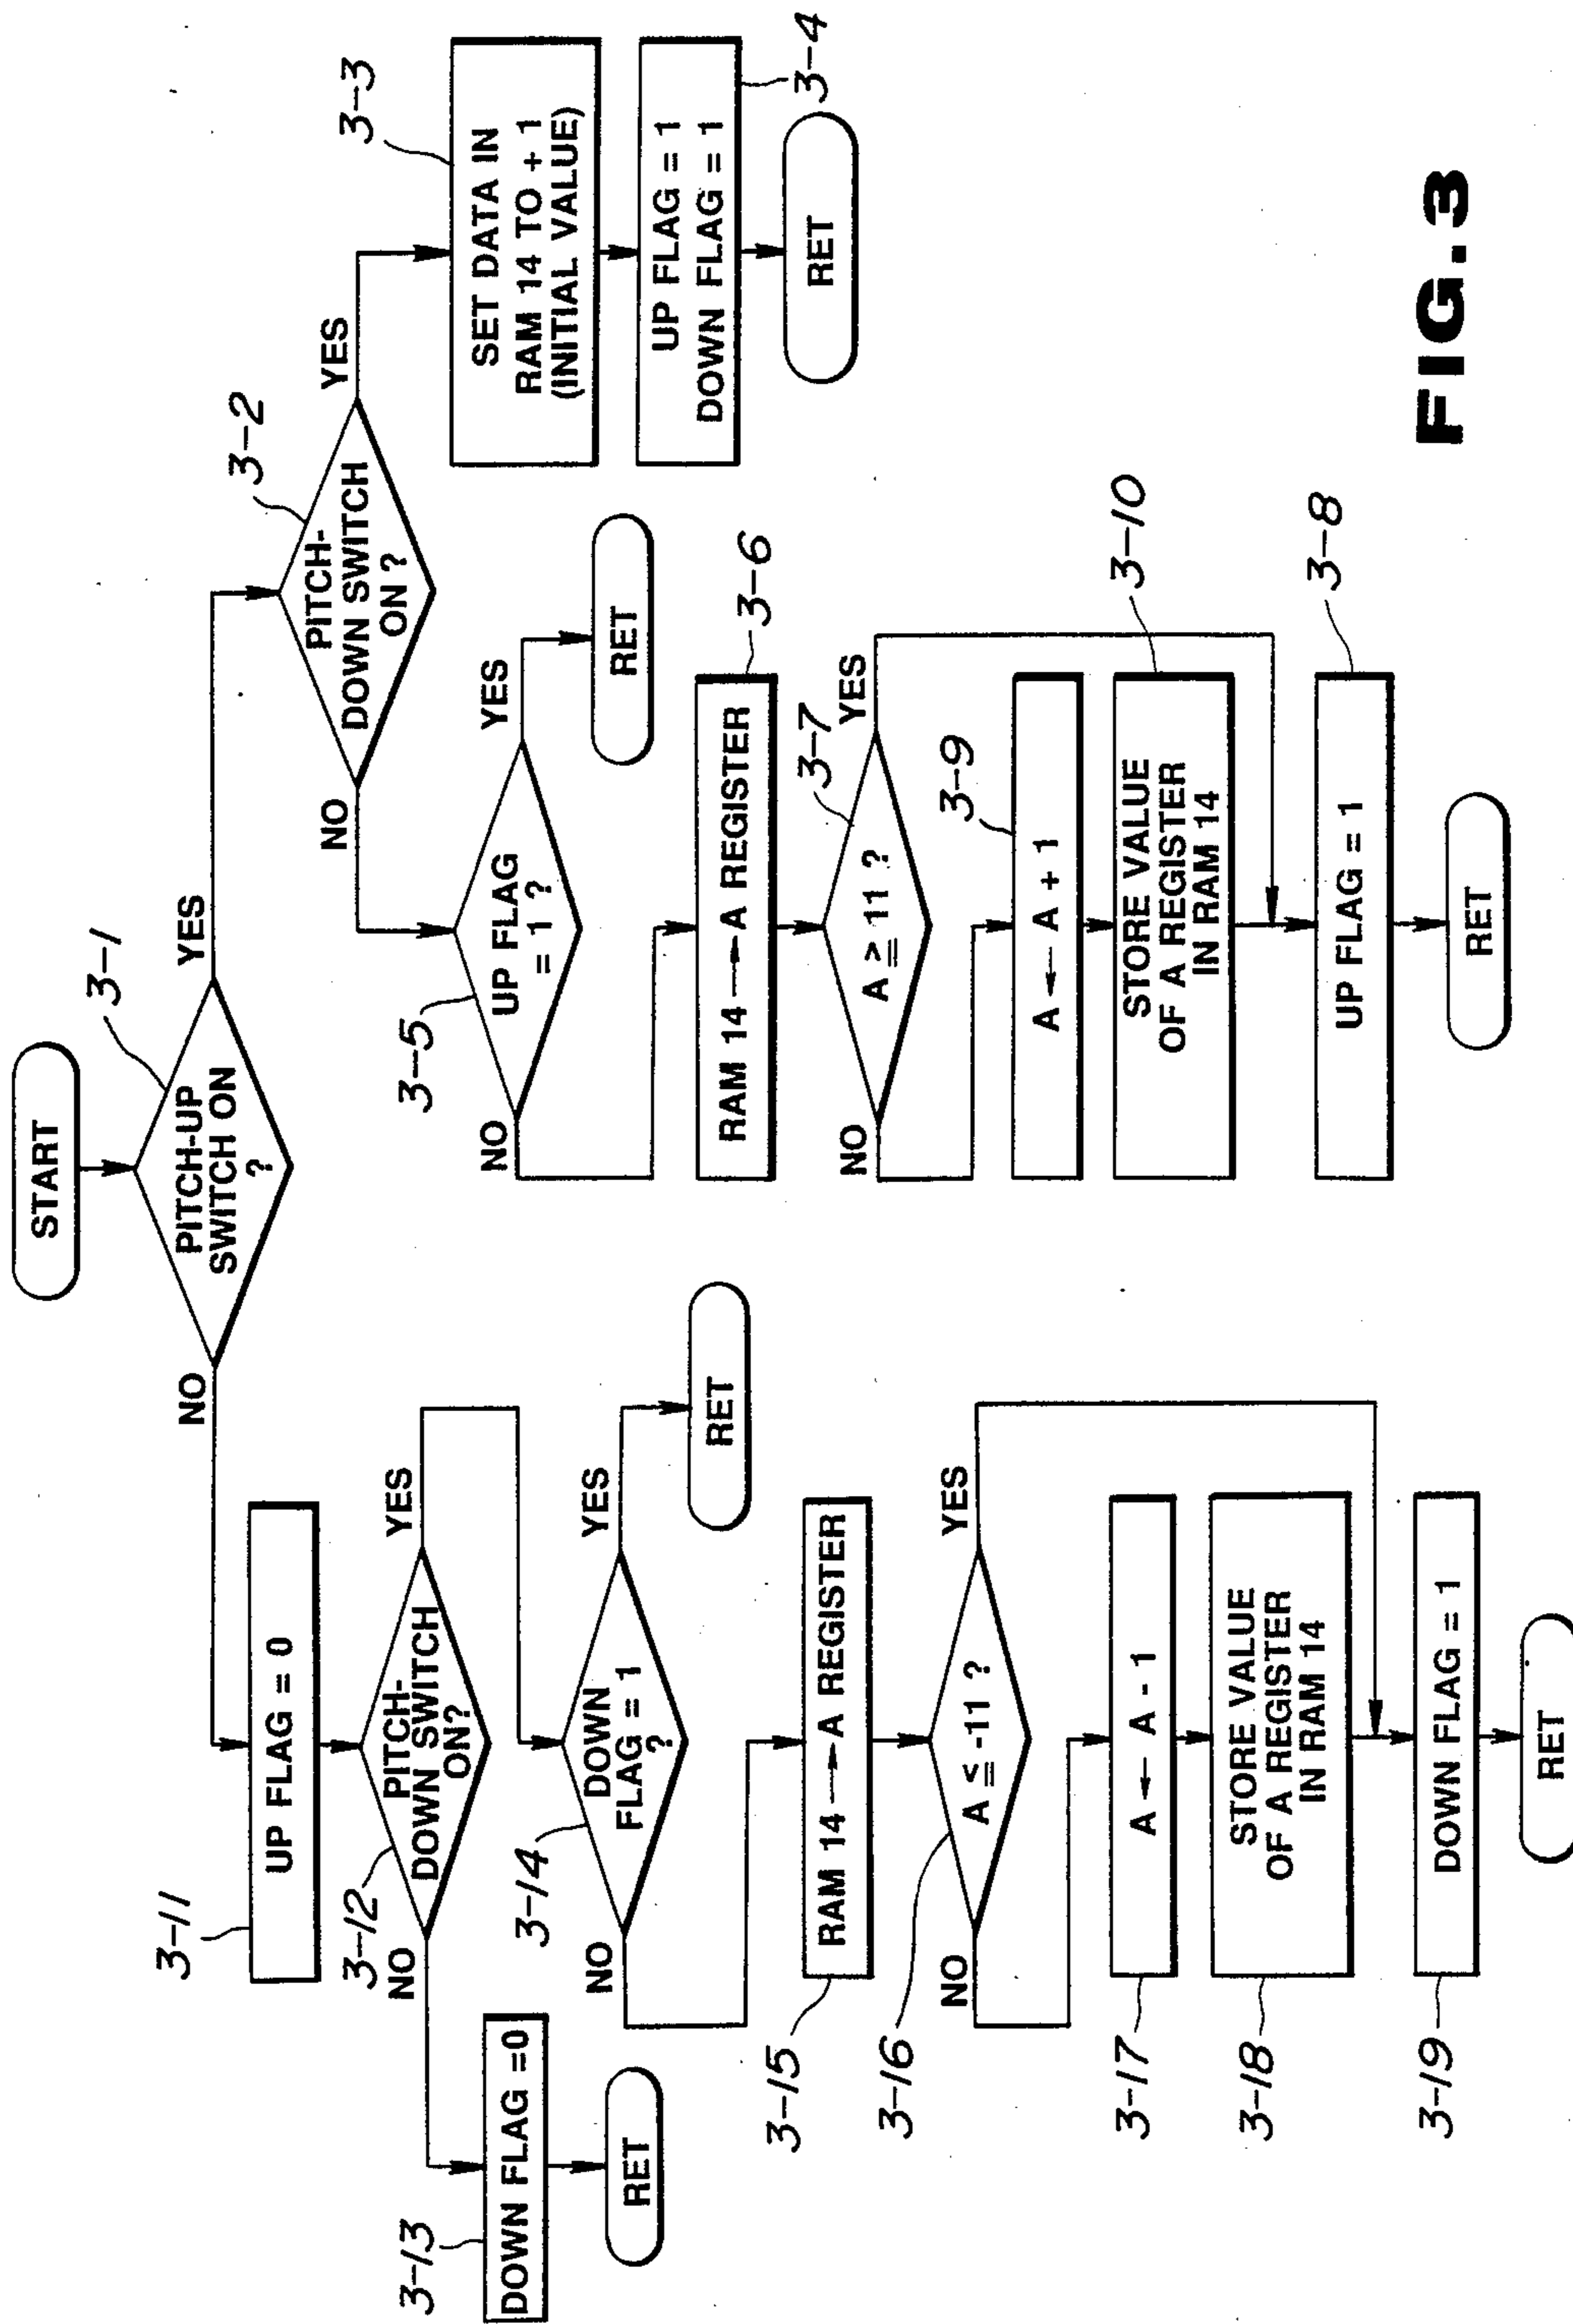 START
3-1
PITCH-UP
SWITCH ON
?
NO
YES
3-11
UP FLAG = 0
3-12
PITCH-
DOWN SWITCH
ON?
NO
YES
3-13
DOWN FLAG =0
RET
3-14
DOWN
FLAG = 1
?
NO
YES
RET
3-15
RAM 14 → A REGISTER
3-16
A ≦ -11 ?
NO
YES
3-17
A ← A - 1
3-18
STORE VALUE
OF A REGISTER
IN RAM 14
3-19
DOWN FLAG = 1
RET
3-2
PITCH-
DOWN SWITCH
ON ?
NO
YES
3-5
UP FLAG
= 1 ?
NO
YES
RET
3-6
RAM 14 → A REGISTER
3-7
A ≧ 11 ?
NO
YES
3-9
A ← A + 1
3-10
STORE VALUE
OF A REGISTER
IN RAM 14
3-8
UP FLAG = 1
RET
3-3
SET DATA IN
RAM 14 TO + 1
(INITIAL VALUE)
3-4
UP FLAG = 1
DOWN FLAG = 1
RET
FIG.3